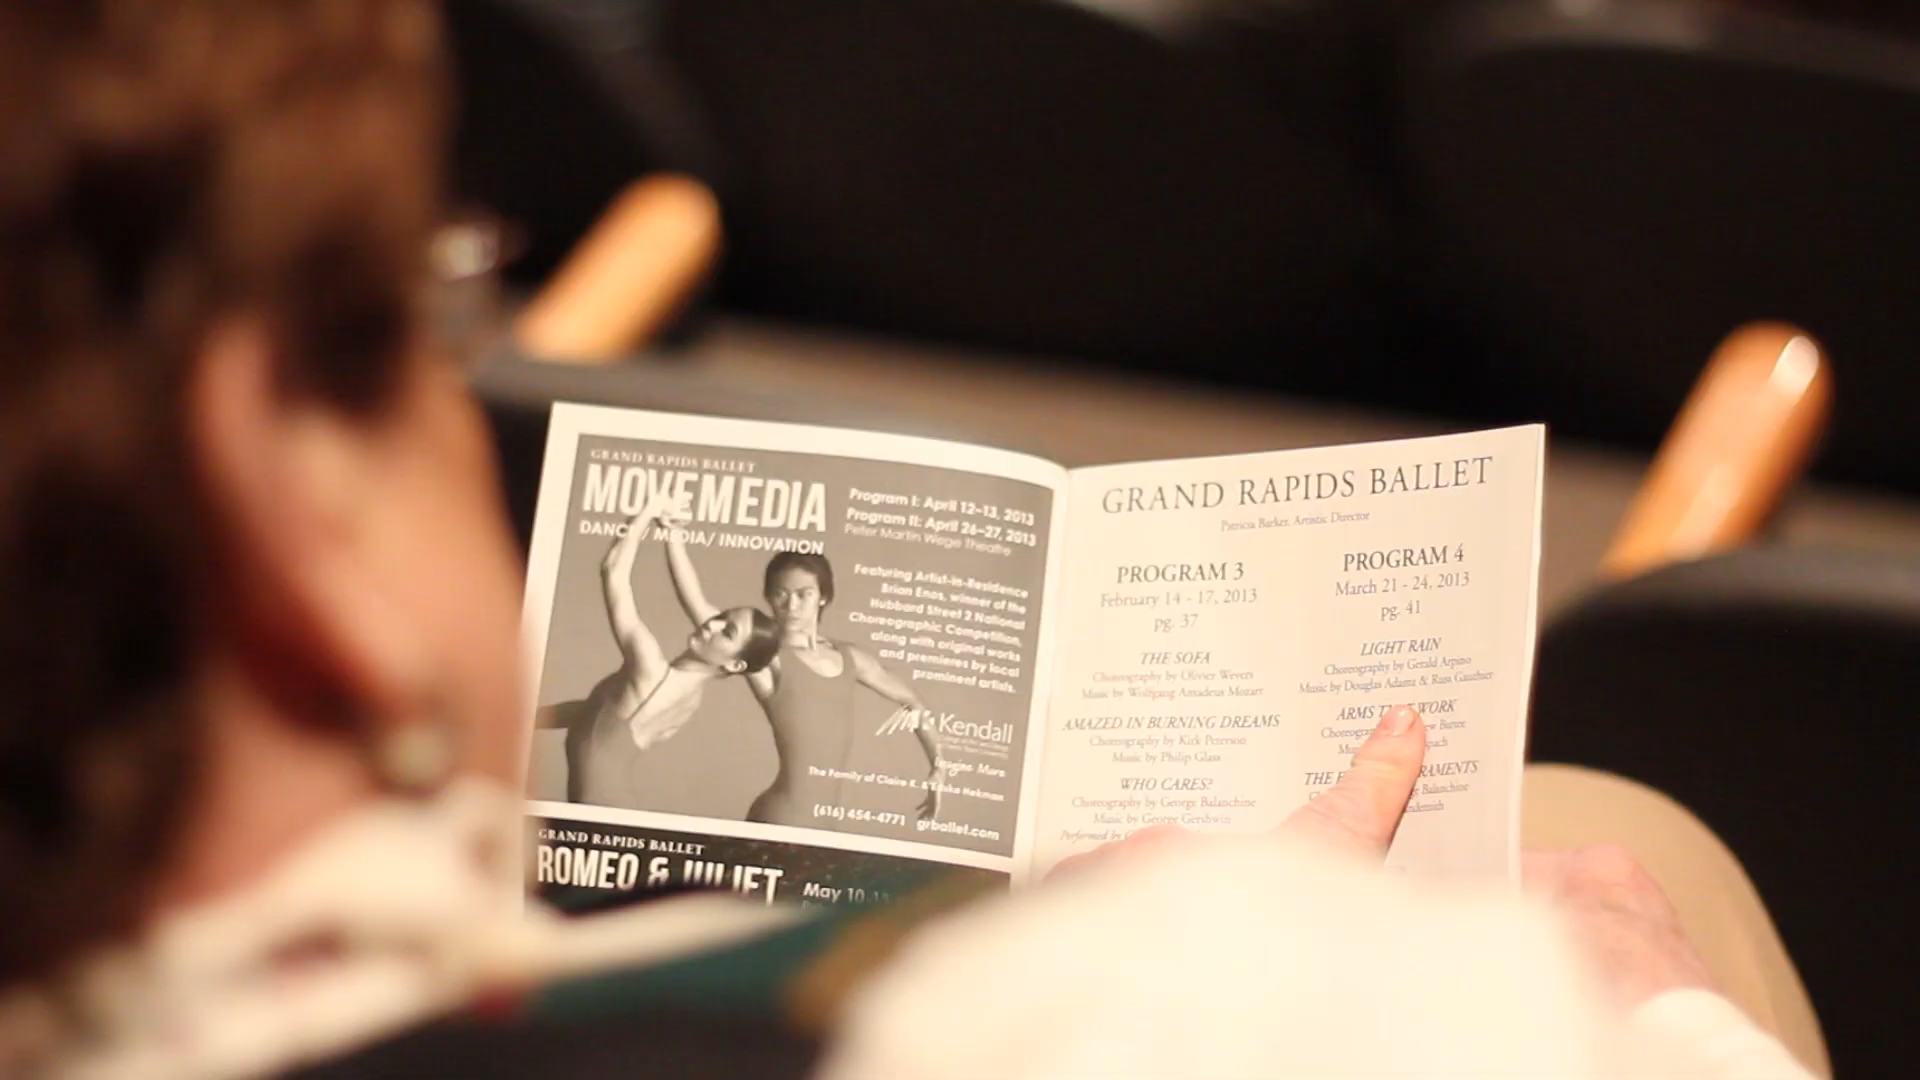 GRAND RAPIDS BALLET
MOVEMEDIA
DANCE/ MEDIA/ INNOVATION
Program I: April 12-13, 2013
Program II: April 26-27, 2013
Peter Martin Wege Theatre
Featuring Artist-in-Residence
Brian Enos, winner of the
Hubbard Street 2 National
Choreographic Competition,
along with original works
and premieres by local
prominent artists.
Kendall
Imagine More
The Family of Claire K. & Hekman
(616) 454-4771 grballet.com
GRAND RAPIDS BALLET
ROMEO & JULIET
May 10-
GRAND RAPIDS BALLET
Patricia Barker, Artistic Director
PROGRAM 3
February 14 - 17, 2013
pg. 37
THE SOFA
Choreography by Olivier Wevers
Music by Wolfgang Amadeus Mozart
AMAZED IN BURNING DREAMS
Choreography by Kirk Peterson
Music by Philip Glass
WHO CARES?
Choreography by George Balanchine
Music by George Gershwin
Performed by
PROGRAM 4
March 21 - 24, 2013
pg. 41
LIGHT RAIN
Choreography by Gerald Arpino
Music by Douglas Adamz & Russ Gauthier
ARMS WORK
THE
Balanchine